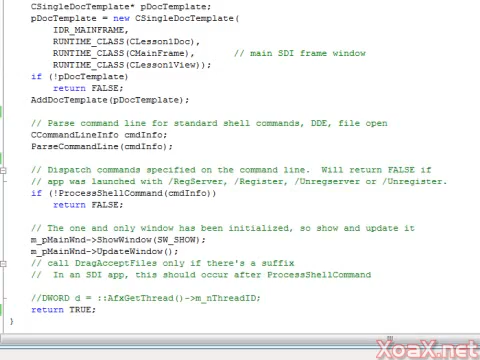 CSingleDocTemplate* pDocTemplate;
pDocTemplate = new CSingleDocTemplate(
IDR_MAINFRAME,
RUNTIME_CLASS(CLesson1Doc),
RUNTIME_CLASS(CMainFrame),       // main SDI frame window
RUNTIME_CLASS(CLesson1View));
if (!pDocTemplate)
return FALSE;
AddDocTemplate(pDocTemplate);
// Parse command line for standard shell commands, DDE, file open
CCommandLineInfo cmdInfo;
ParseCommandLine(cmdInfo);
// Dispatch commands specified on the command line.  Will return FALSE if
// app was launched with /RegServer, /Register, /Unregserver or /Unregister.
if (!ProcessShellCommand(cmdInfo))
return FALSE;
// The one and only window has been initialized, so show and update it
m_pMainWnd->ShowWindow(SW_SHOW);
m_pMainWnd->UpdateWindow();
// call DragAcceptFiles only if there's a suffix
//  In an SDI app, this should occur after ProcessShellCommand
//DWORD d = ::AfxGetThread()->m_nThreadID;
return TRUE;
}
XoaX.net